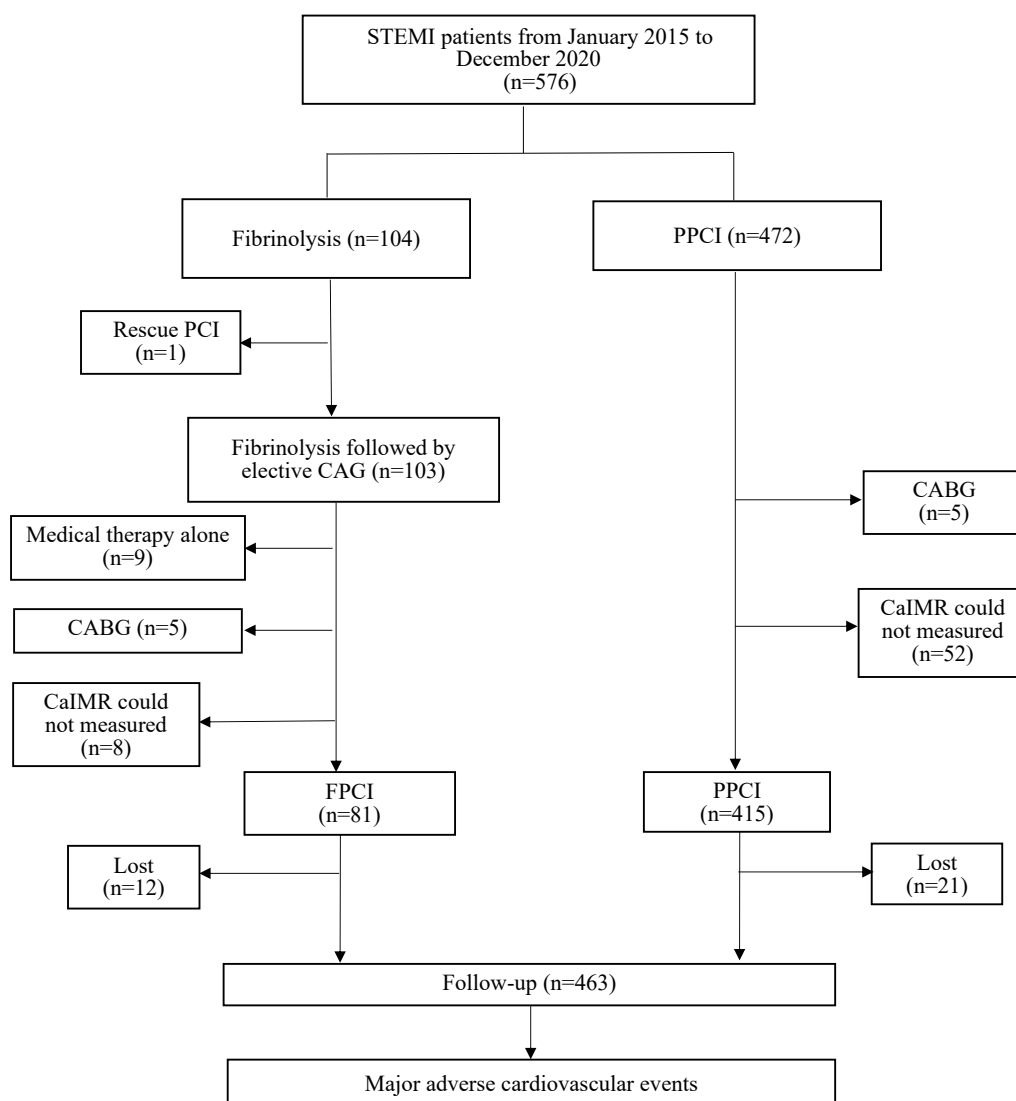 STEMI patients from January 2015 to
December 2020
(n=576)
Fibrinolysis (n=104)
PPCI (n=472)
Rescue PCI
(n=1)
Fibrinolysis followed by
elective CAG (n=103)
CABG
(n=5)
Medical therapy alone
(n=9)
CABG (n=5)
CaIMR could
not measured
(n=52)
CaIMR could
not measured
(n=8)
FPCI
(n=81)
PPCI
(n=415)
Lost
(n=12)
Lost
(n=21)
Follow-up (n=463)
Major adverse cardiovascular events